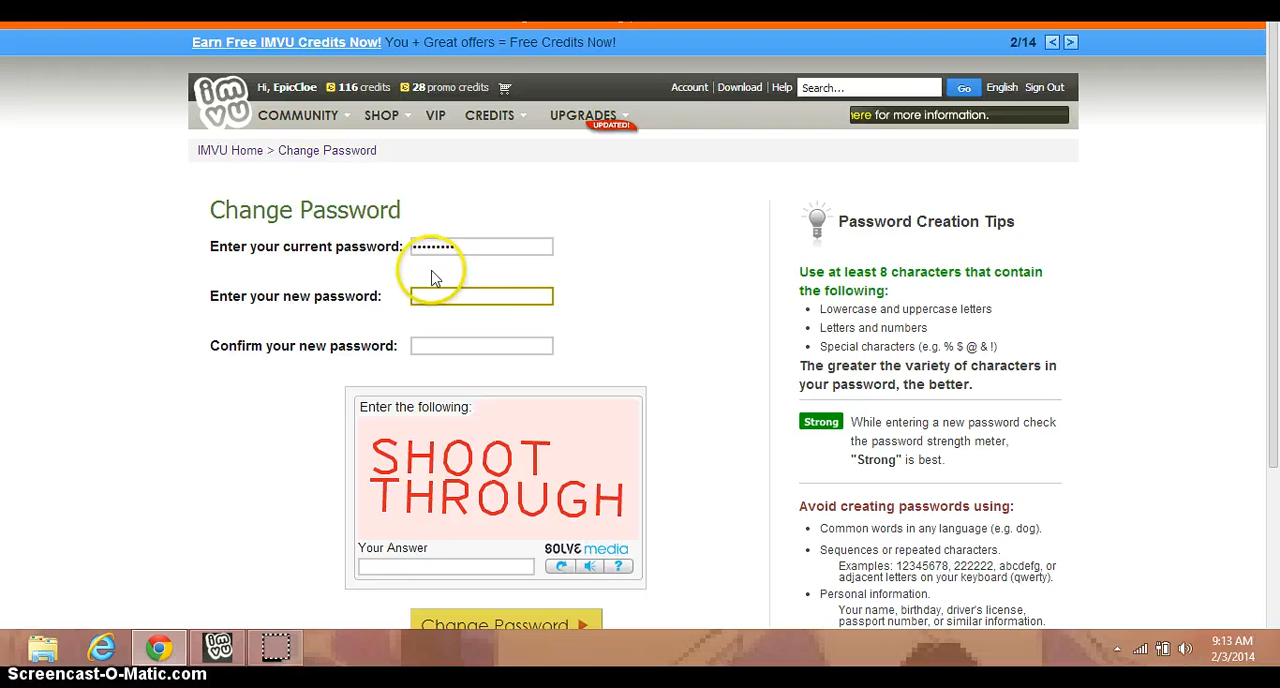 Earn Free IMVU Credits Now! You + Great offers = Free Credits Now!
2/14 < >
imvu
Hi, EpicCloe 116 credits 28 promo credits
Account | Download | Help Search... Go English Sign Out
COMMUNITY SHOP VIP CREDITS UPGRADES
UPDATED!
here for more information.
IMVU Home > Change Password
Change Password
Enter your current password: •••••••••
Enter your new password:
Confirm your new password:
Enter the following:
SHOOT
THROUGH
Your Answer
SOLVE media
?
Change Password
Password Creation Tips
Use at least 8 characters that contain
the following:
• Lowercase and uppercase letters
• Letters and numbers
• Special characters (e.g. % $ @ & !)
The greater the variety of characters in
your password, the better.
Strong While entering a new password check
the password strength meter,
"Strong" is best.
Avoid creating passwords using:
• Common words in any language (e.g. dog).
• Sequences or repeated characters.
Examples: 12345678, 222222, abcdefg, or
adjacent letters on your keyboard (qwerty).
• Personal information.
Your name, birthday, driver's license,
passport number, or similar information.
imvu
9:13 AM
2/3/2014
Screencast-O-Matic.com